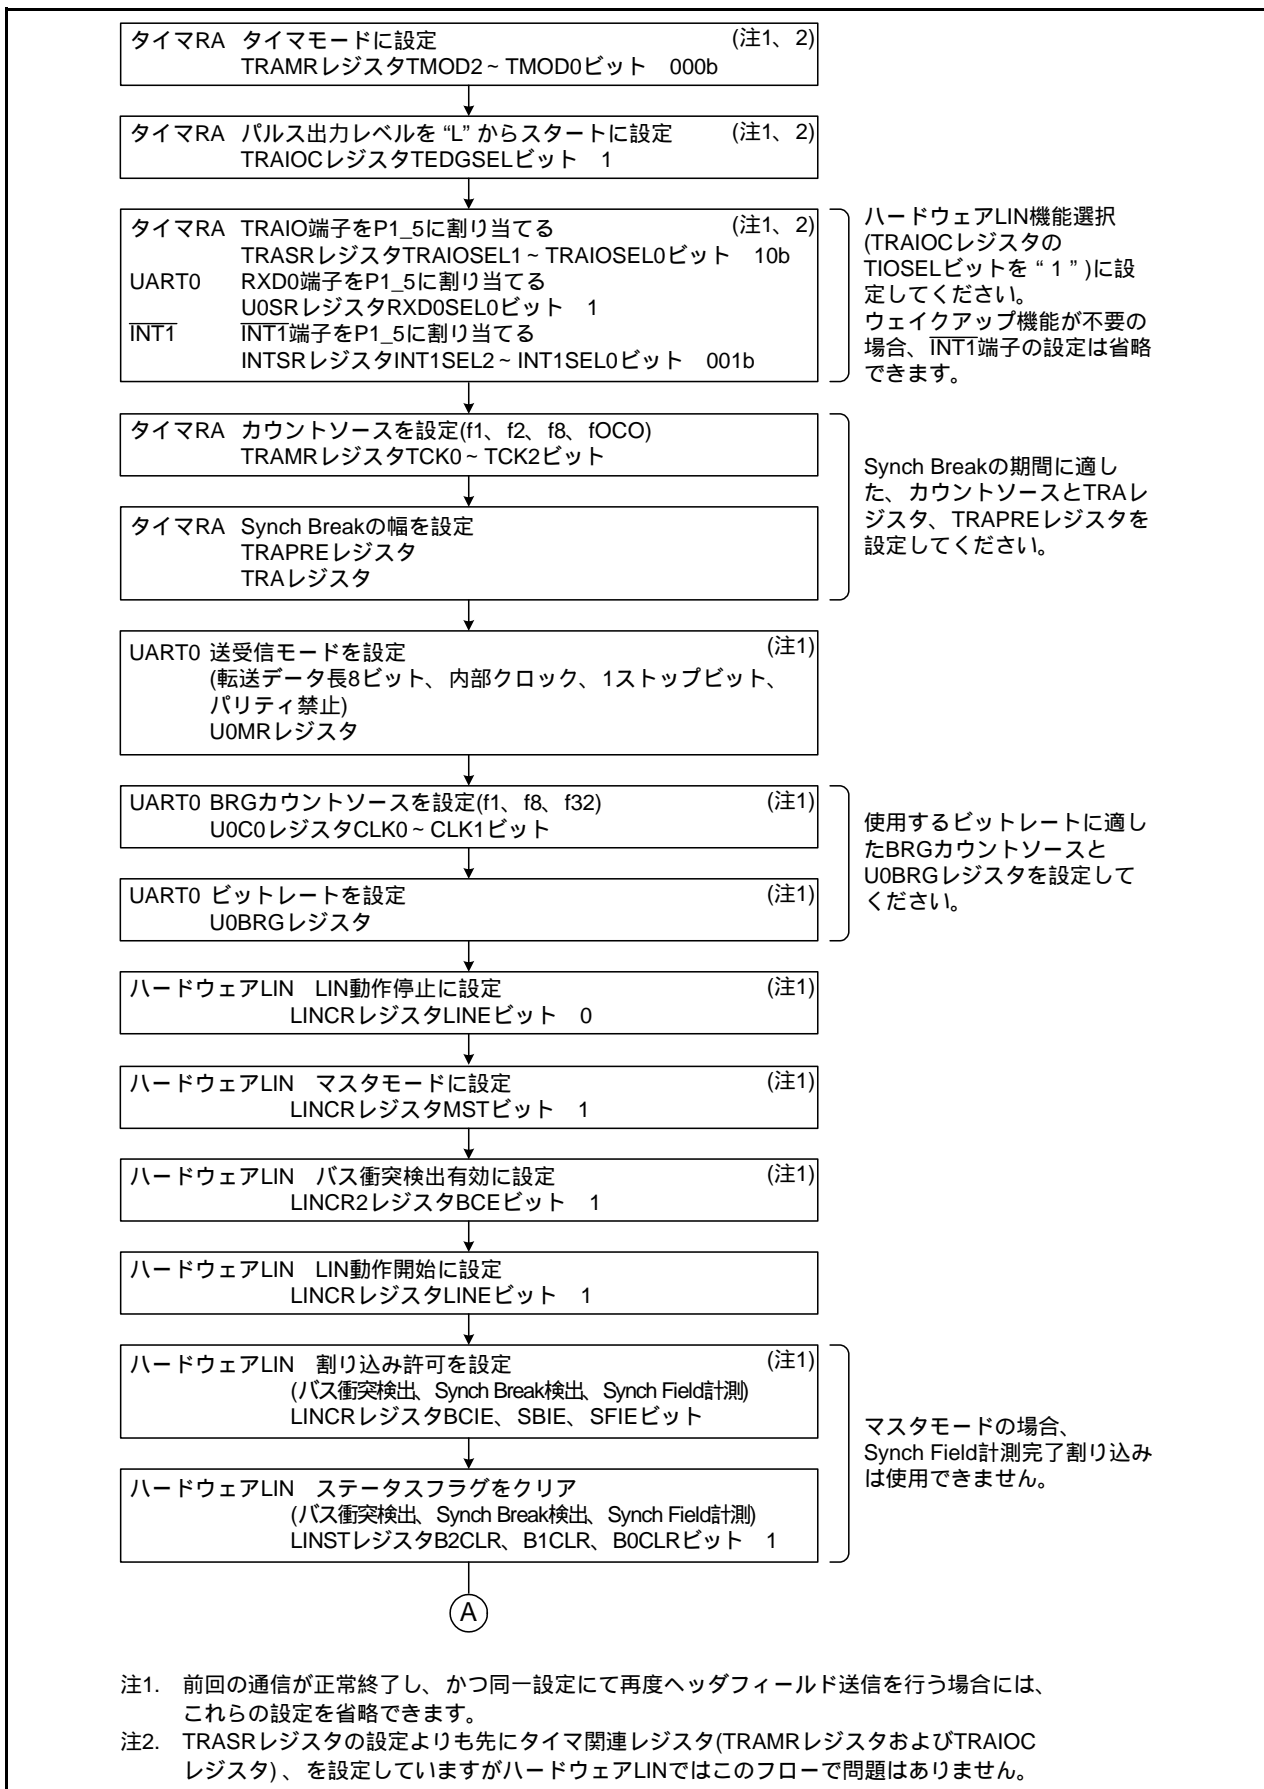 タイマRA タイマモードに設定 (注1、2)
TRAMRレジスタTMOD2~TMOD0ビット 000b
タイマRA パルス出力レベルを “L” からスタートに設定 (注1、2)
TRAIOCレジスタTEDGSELビット 1
タイマRA TRAIO端子をP1_5に割り当てる (注1、2)
TRASRレジスタTRAIOSEL1~TRAIOSEL0ビット 10b
UART0 RXD0端子をP1_5に割り当てる
U0SRレジスタRXD0SEL0ビット 1
INT1 INT1端子をP1_5に割り当てる
INTSRレジスタINT1SEL2~INT1SEL0ビット 001b
ハードウェアLIN機能選択
(TRAIOCレジスタの
TIOSELビットを “ 1 ” )に設
定してください。
ウェイクアップ機能が不要の
場合、INT1端子の設定は省略
できます。
タイマRA カウントソースを設定(f1、f2、f8、fOCO)
TRAMRレジスタTCK0~TCK2ビット
タイマRA Synch Breakの幅を設定
TRAPREレジスタ
TRAレジスタ
Synch Breakの期間に適し
た、カウントソースとTRAレ
ジスタ、TRAPREレジスタを
設定してください。
UART0 送受信モードを設定 (注1)
(転送データ長8ビット、内部クロック、1ストップビット、
パリティ禁止)
U0MRレジスタ
UART0 BRGカウントソースを設定(f1、f8、f32) (注1)
U0C0レジスタCLK0~CLK1ビット
UART0 ビットレートを設定 (注1)
U0BRGレジスタ
使用するビットレートに適し
たBRGカウントソースと
U0BRGレジスタを設定して
ください。
ハードウェアLIN LIN動作停止に設定 (注1)
LINCRレジスタLINEビット 0
ハードウェアLIN マスタモードに設定 (注1)
LINCRレジスタMSTビット 1
ハードウェアLIN バス衝突検出有効に設定 (注1)
LINCR2レジスタBCEビット 1
ハードウェアLIN LIN動作開始に設定
LINCRレジスタLINEビット 1
ハードウェアLIN 割り込み許可を設定 (注1)
(バス衝突検出、Synch Break検出、Synch Field計測)
LINCRレジスタBCIE、SBIE、SFIEビット
ハードウェアLIN ステータスフラグをクリア
(バス衝突検出、Synch Break検出、Synch Field計測)
LINSTレジスタB2CLR、B1CLR、B0CLRビット 1
マスタモードの場合、
Synch Field計測完了割り込み
は使用できません。
A
注1. 前回の通信が正常終了し、かつ同一設定にて再度ヘッダフィールド送信を行う場合には、
これらの設定を省略できます。
注2. TRASRレジスタの設定よりも先にタイマ関連レジスタ(TRAMRレジスタおよびTRAIOC
レジスタ) 、を設定していますがハードウェアLINではこのフローで問題はありません。